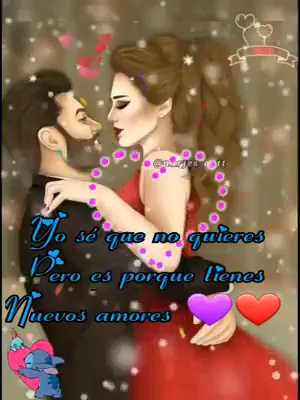 Yo sé que no quieres
Pero es porque tienes
Nuevos amores 💜❤️